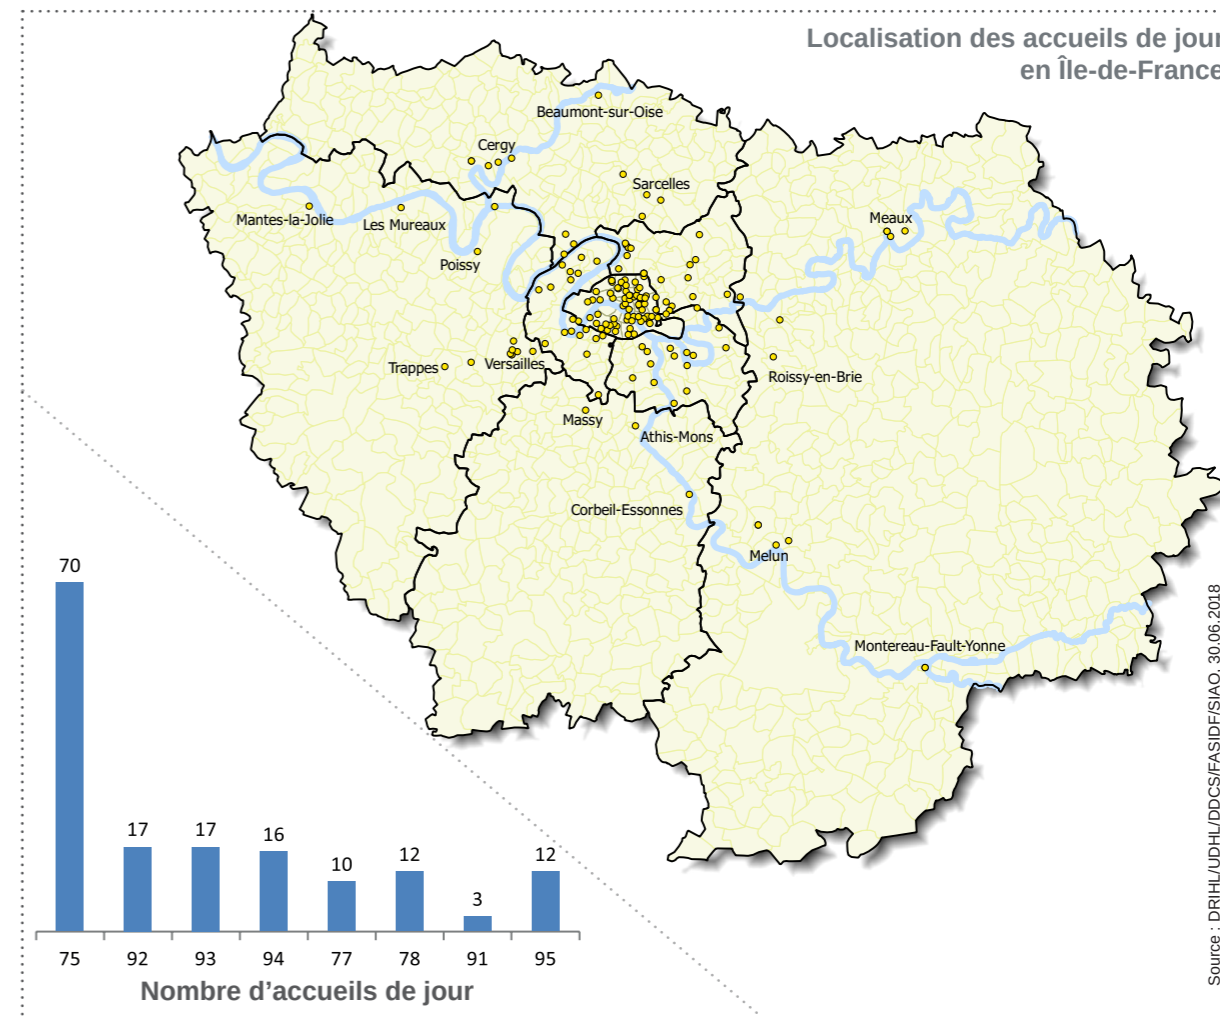 Localisation des accueils de jour
en Île-de-France
Beaumont-sur-Oise
Cergy
Sarcelles
Mantes-la-Jolie
Les Mureaux
Meaux
Poissy
Trappes
Versailles
Roissy-en-Brie
Massy
Athis-Mons
Corbeil-Essonnes
Melun
Montereau-Fault-Yonne
70
17
17
16
10
12
3
12
75
92
93
94
77
78
91
95
Nombre d’accueils de jour
Source : DRIHL/UDHL/DDCS/FASIDF/SIAO, 30.06.2018